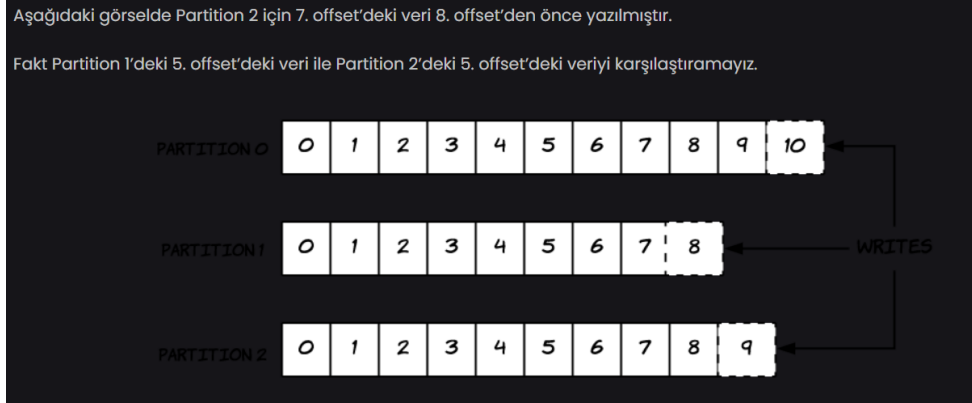 Aşağıdaki görselde Partition 2 için 7. offset’deki veri 8. offset’den önce yazılmıştır.
Fakt Partition 1’deki 5. offset’deki veri ile Partition 2’deki 5. offset’deki veriyi karşılaştıramayız.
PARTITION 0 0 1 2 3 4 5 6 7 8 9 10
PARTITION 1 0 1 2 3 4 5 6 7 8 WRITES
PARTITION 2 0 1 2 3 4 5 6 7 8 9